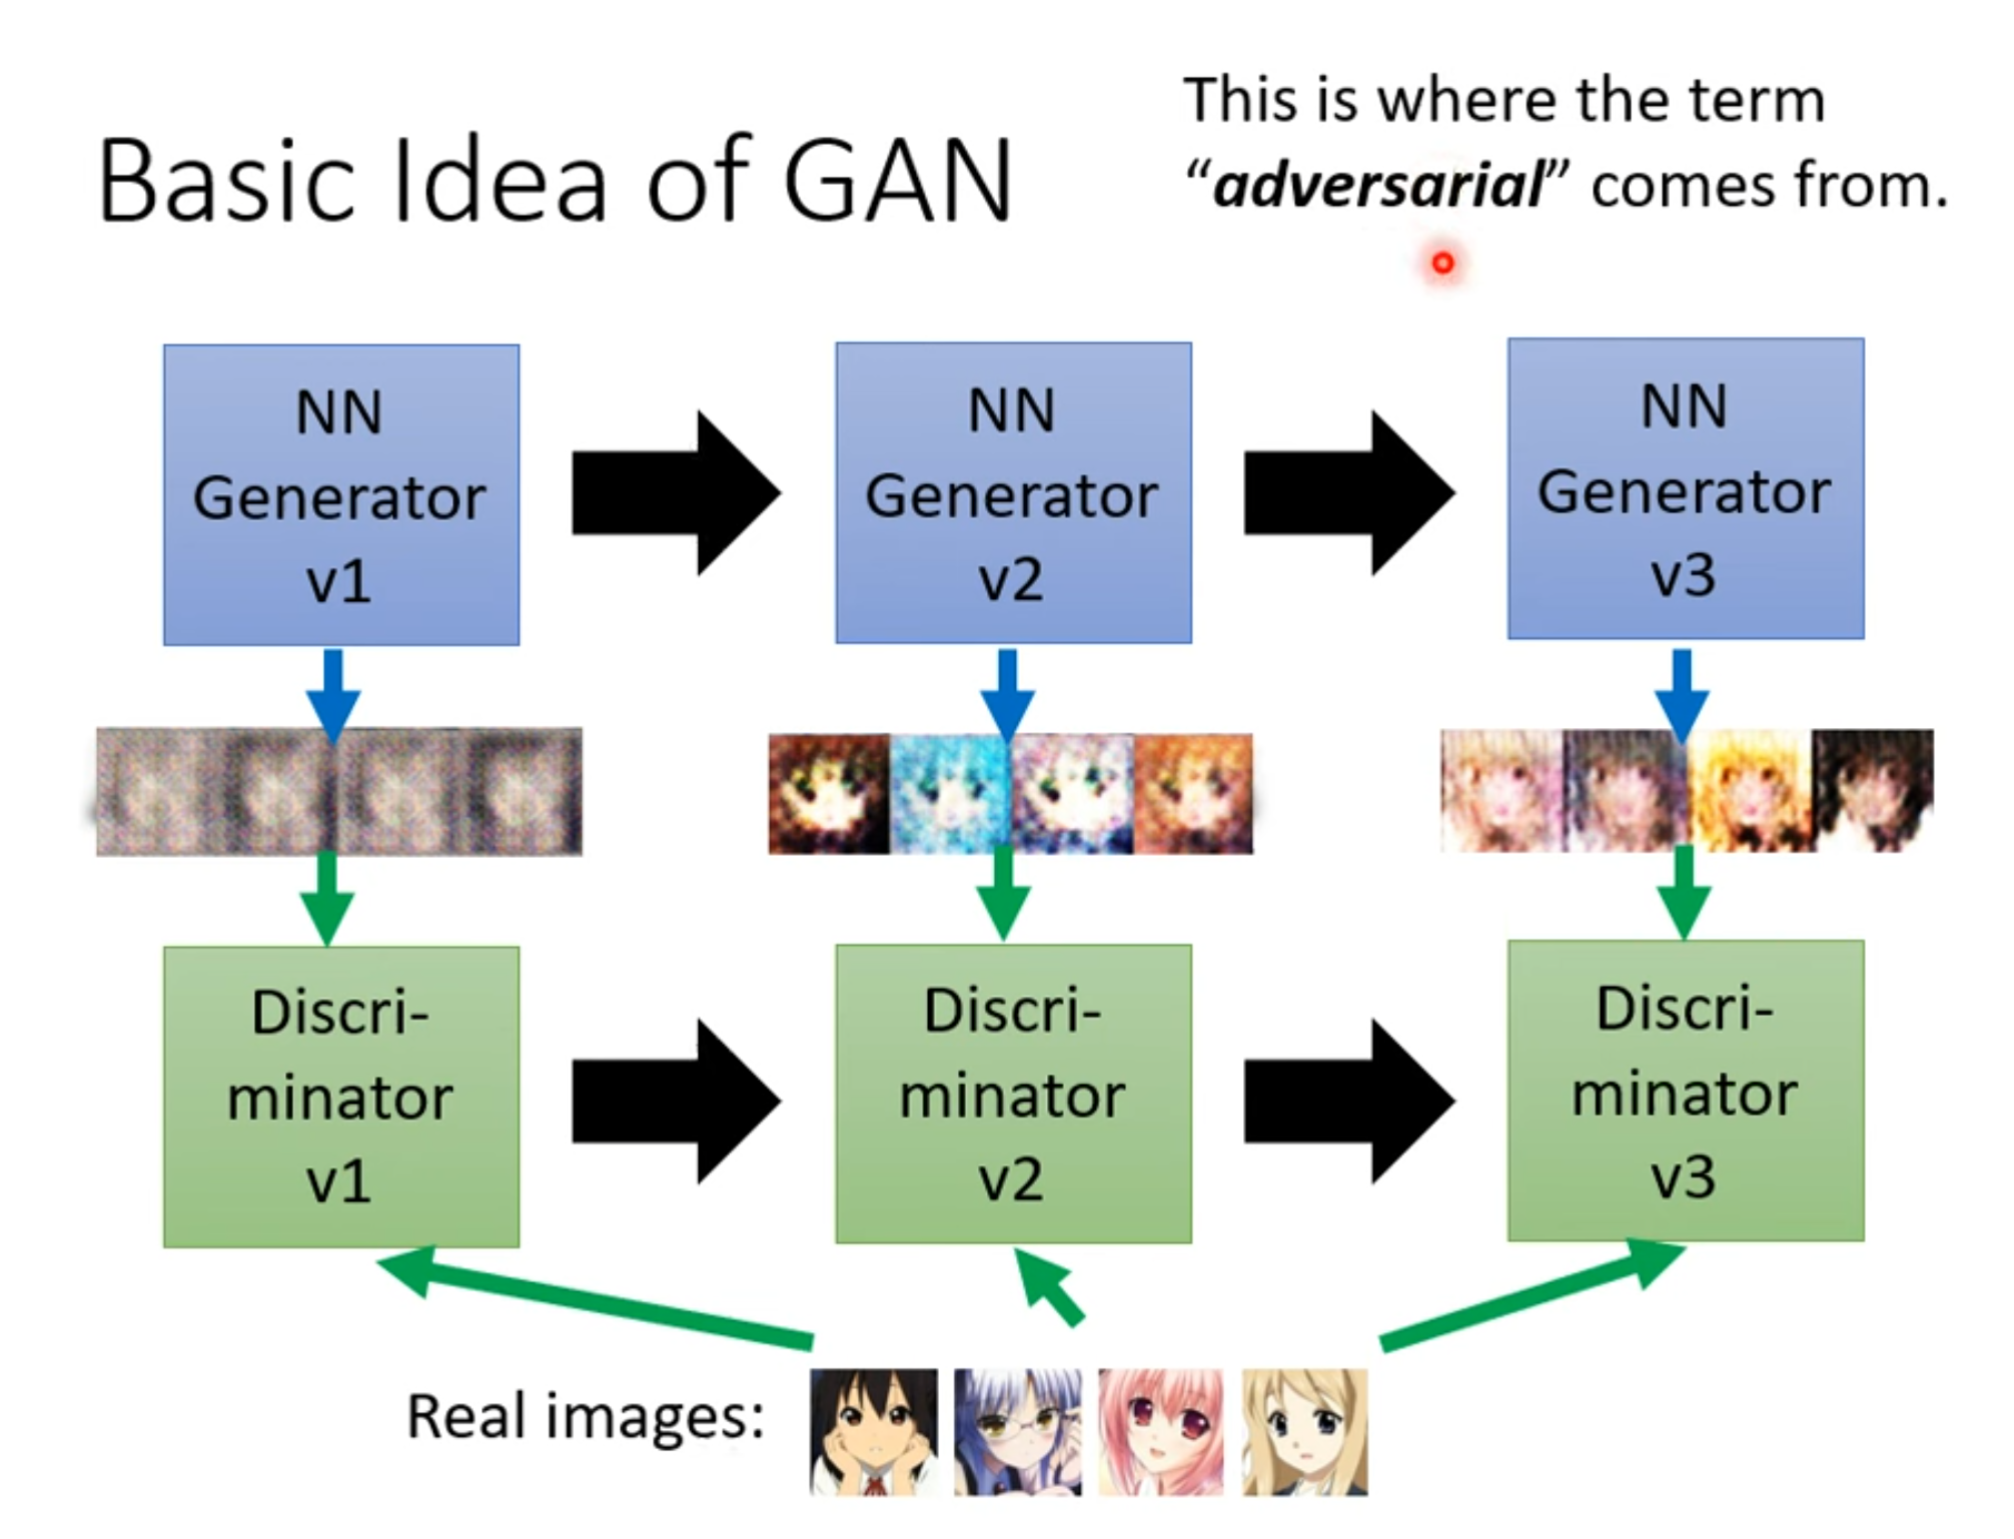 Basic Idea of GAN
This is where the term
“adversarial” comes from.
NN
Generator
v1
NN
Generator
v2
NN
Generator
v3
Discri-
minator
v1
Discri-
minator
v2
Discri-
minator
v3
Real images: